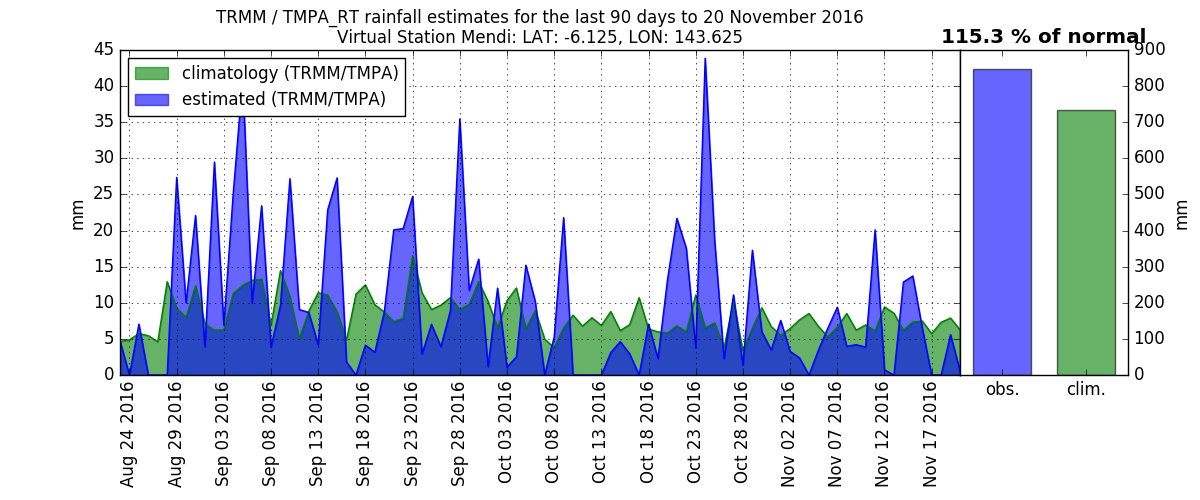 TRMM / TMPA_RT rainfall estimates for the last 90 days to 20 November 2016
Virtual Station Mendi: LAT: -6.125, LON: 143.625
115.3 % of normal
climatology (TRMM/TMPA)
estimated (TRMM/TMPA)
mm
45
40
35
30
25
20
15
10
5
0
Aug 24 2016
Aug 29 2016
Sep 03 2016
Sep 08 2016
Sep 13 2016
Sep 18 2016
Sep 23 2016
Sep 28 2016
Oct 03 2016
Oct 08 2016
Oct 13 2016
Oct 18 2016
Oct 23 2016
Oct 28 2016
Nov 02 2016
Nov 07 2016
Nov 12 2016
Nov 17 2016
900
800
700
600
500
400
300
200
100
0
mm
obs.
clim.